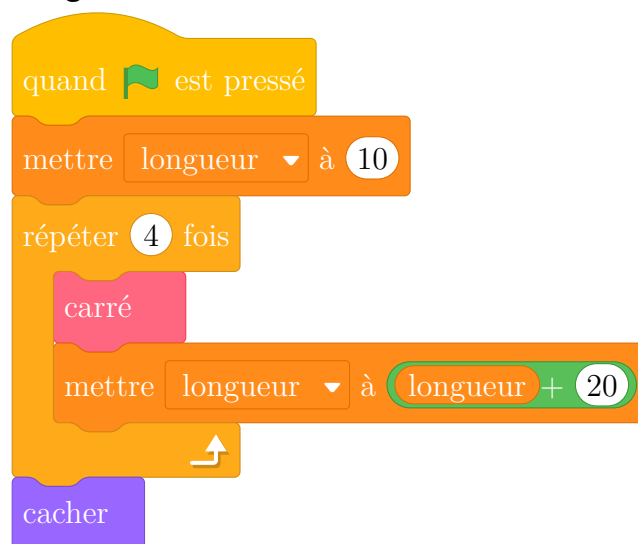 quand est pressé
mettre longueur à 10
répéter 4 fois
carré
mettre longueur à longueur + 20
cacher